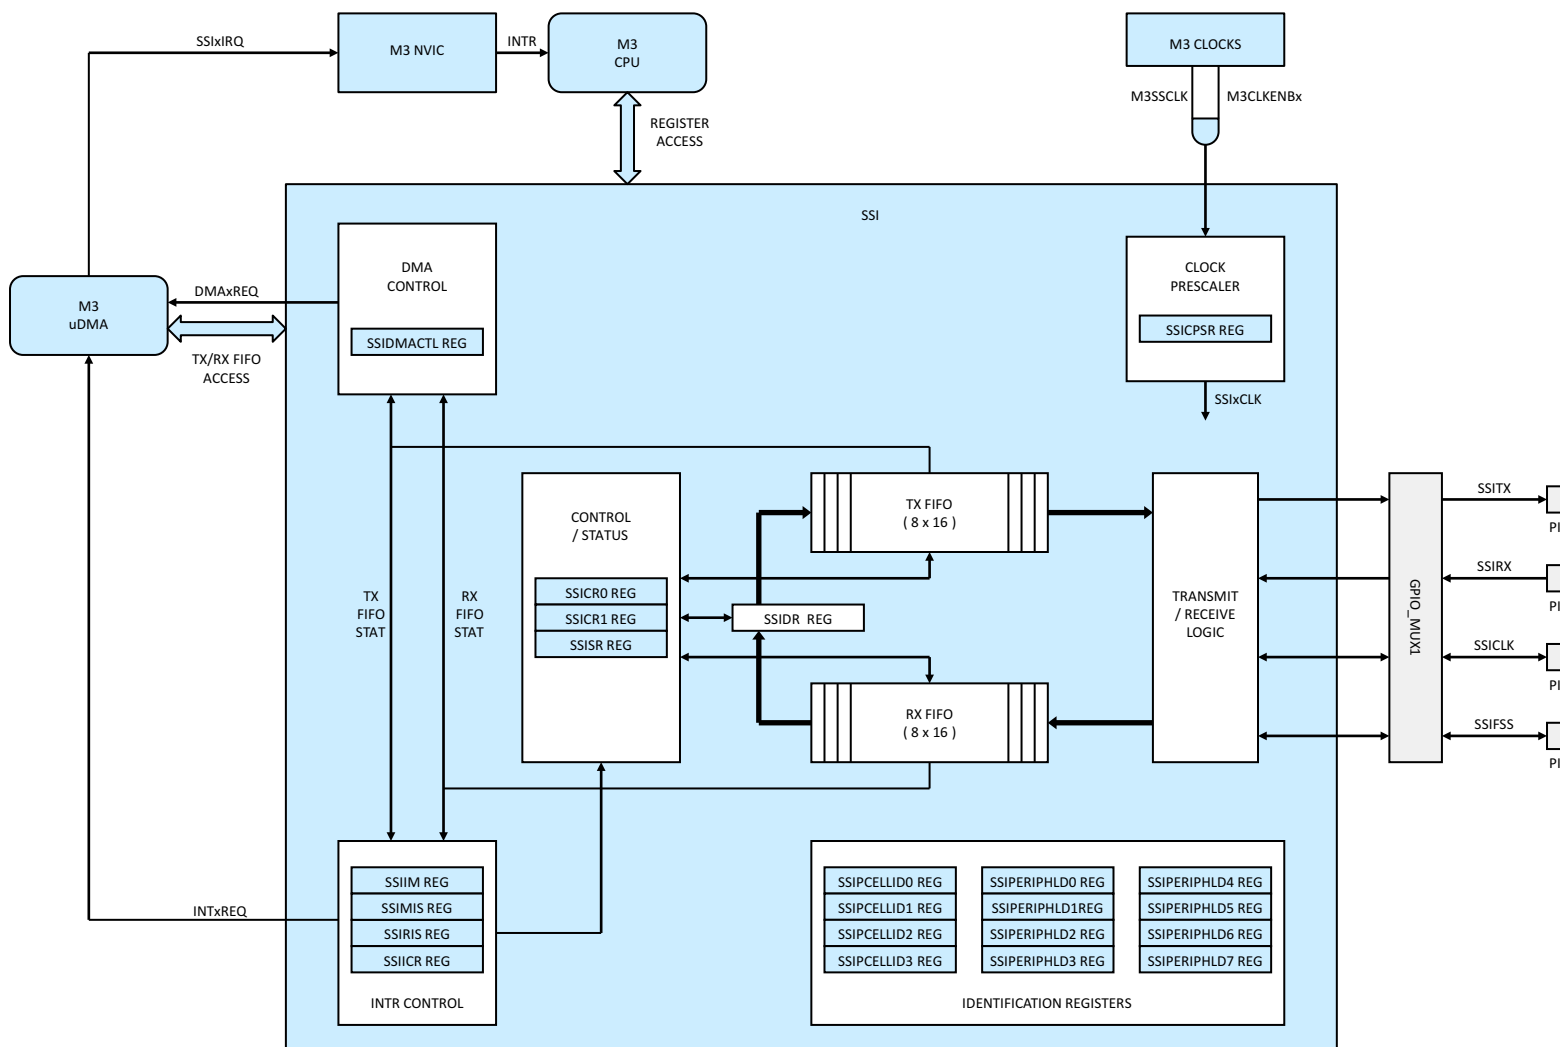 SSIxIRQ
M3 NVIC
INTR
M3
CPU
M3 CLOCKS
M3SSCLK
M3CLKENBx
REGISTER
ACCESS
SSI
DMA
CONTROL
SSIDMACTL REG
CLOCK
PRESCALER
SSICPSR REG
SSIxCLK
M3
uDMA
DMAxREQ
TX/RX FIFO
ACCESS
CONTROL
/ STATUS
SSICR0 REG
SSICR1 REG
SSISR REG
TX FIFO
( 8 x 16 )
SSIDR REG
RX FIFO
( 8 x 16 )
TX
FIFO
STAT
RX
FIFO
STAT
TRANSMIT
/ RECEIVE
LOGIC
GPIO_MUX1
SSITX
PI
SSIRX
PI
SSICLK
PI
SSIFSS
PI
INTxREQ
SSIIM REG
SSIMIS REG
SSIRIS REG
SSIICR REG
INTR CONTROL
SSIPCELLID0 REG
SSIPCELLID1 REG
SSIPCELLID2 REG
SSIPCELLID3 REG
SSIPERIPHLD0 REG
SSIPERIPHLD1REG
SSIPERIPHLD2 REG
SSIPERIPHLD3 REG
SSIPERIPHLD4 REG
SSIPERIPHLD5 REG
SSIPERIPHLD6 REG
SSIPERIPHLD7 REG
IDENTIFICATION REGISTERS